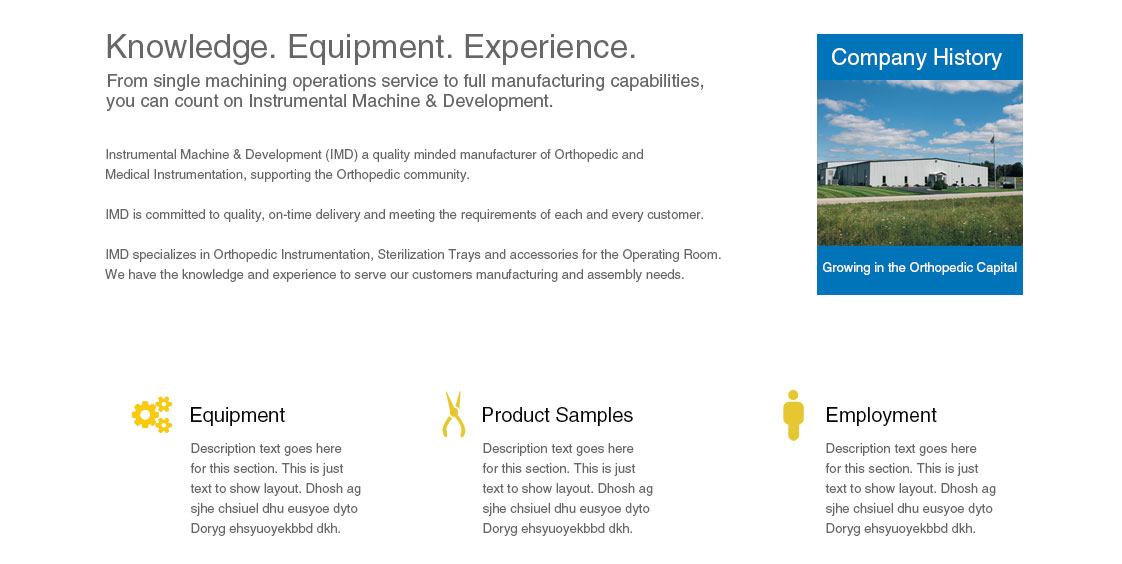 Knowledge. Equipment. Experience.
From single machining operations service to full manufacturing capabilities,
you can count on Instrumental Machine & Development.
Instrumental Machine & Development (IMD) a quality minded manufacturer of Orthopedic and
Medical Instrumentation, supporting the Orthopedic community.
IMD is committed to quality, on-time delivery and meeting the requirements of each and every customer.
IMD specializes in Orthopedic Instrumentation, Sterilization Trays and accessories for the Operating Room.
We have the knowledge and experience to serve our customers manufacturing and assembly needs.
Company History
Growing in the Orthopedic Capital
Equipment
Description text goes here
for this section. This is just
text to show layout. Dhosh ag
sjhe chsiuel dhu eusyoe dyto
Doryg ehsyuoyekbbd dkh.
Product Samples
Description text goes here
for this section. This is just
text to show layout. Dhosh ag
sjhe chsiuel dhu eusyoe dyto
Doryg ehsyuoyekbbd dkh.
Employment
Description text goes here
for this section. This is just
text to show layout. Dhosh ag
sjhe chsiuel dhu eusyoe dyto
Doryg ehsyuoyekbbd dkh.